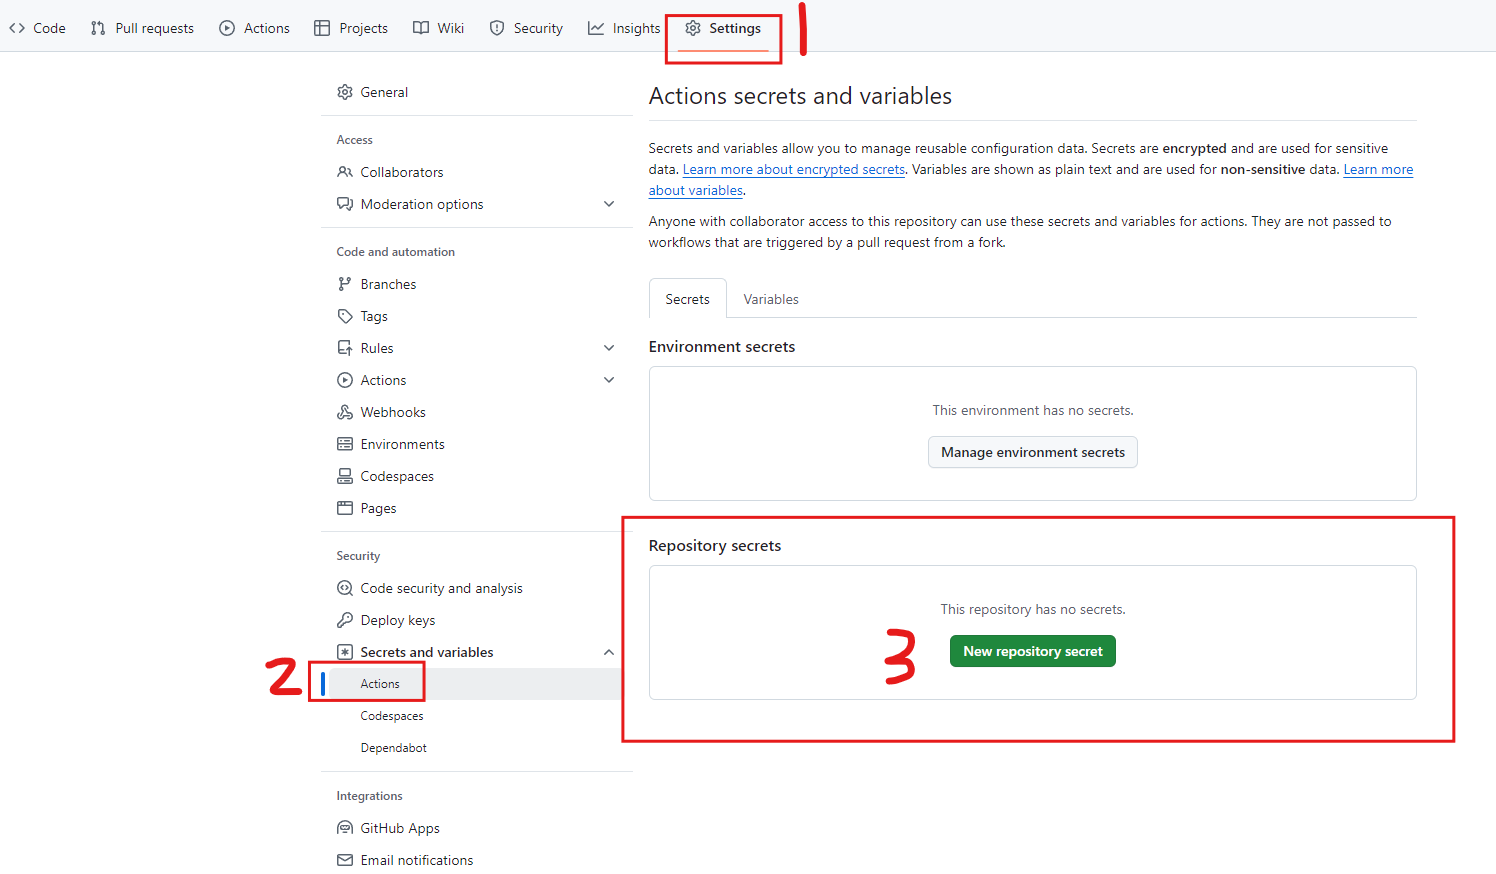 Code Pull requests Actions Projects Wiki Security Insights Settings 1
General
Access
Collaborators
Moderation options
Code and automation
Branches
Tags
Rules
Actions
Webhooks
Environments
Codespaces
Pages
Security
Code security and analysis
Deploy keys
Secrets and variables
2 Actions
Codespaces
Dependabot
Integrations
GitHub Apps
Email notifications
Actions secrets and variables
Secrets and variables allow you to manage reusable configuration data. Secrets are encrypted and are used for sensitive
data. Learn more about encrypted secrets. Variables are shown as plain text and are used for non-sensitive data. Learn more
about variables.
Anyone with collaborator access to this repository can use these secrets and variables for actions. They are not passed to
workflows that are triggered by a pull request from a fork.
Secrets Variables
Environment secrets
This environment has no secrets.
Manage environment secrets
Repository secrets
This repository has no secrets.
3 New repository secret